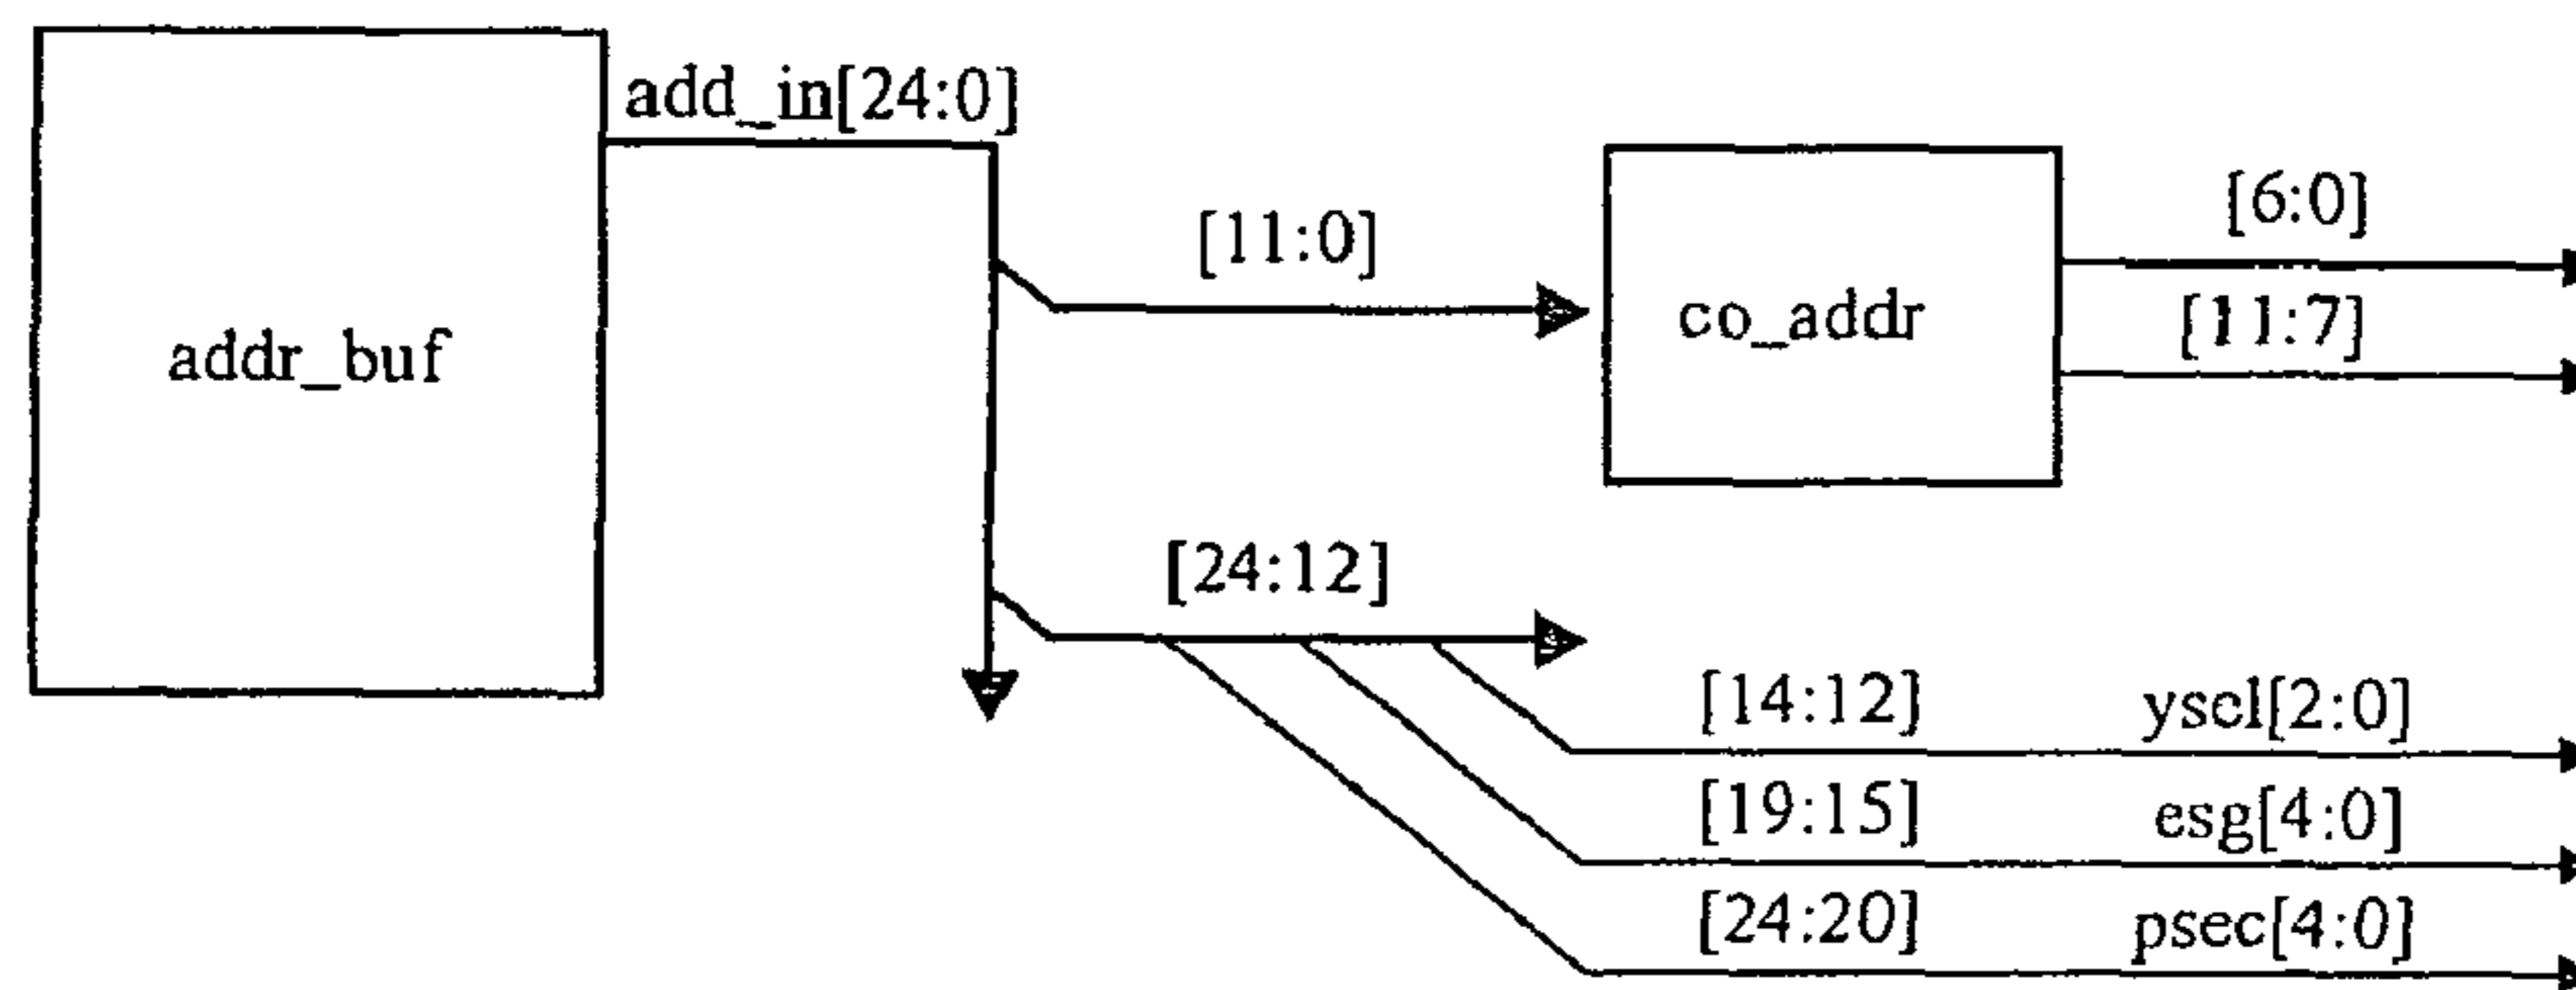 add_in[24:0]
addr_buf
[11:0]
co_addr
[6:0]
[11:7]
[24:12]
[14:12] yscl[2:0]
[19:15] esg[4:0]
[24:20] psec[4:0]